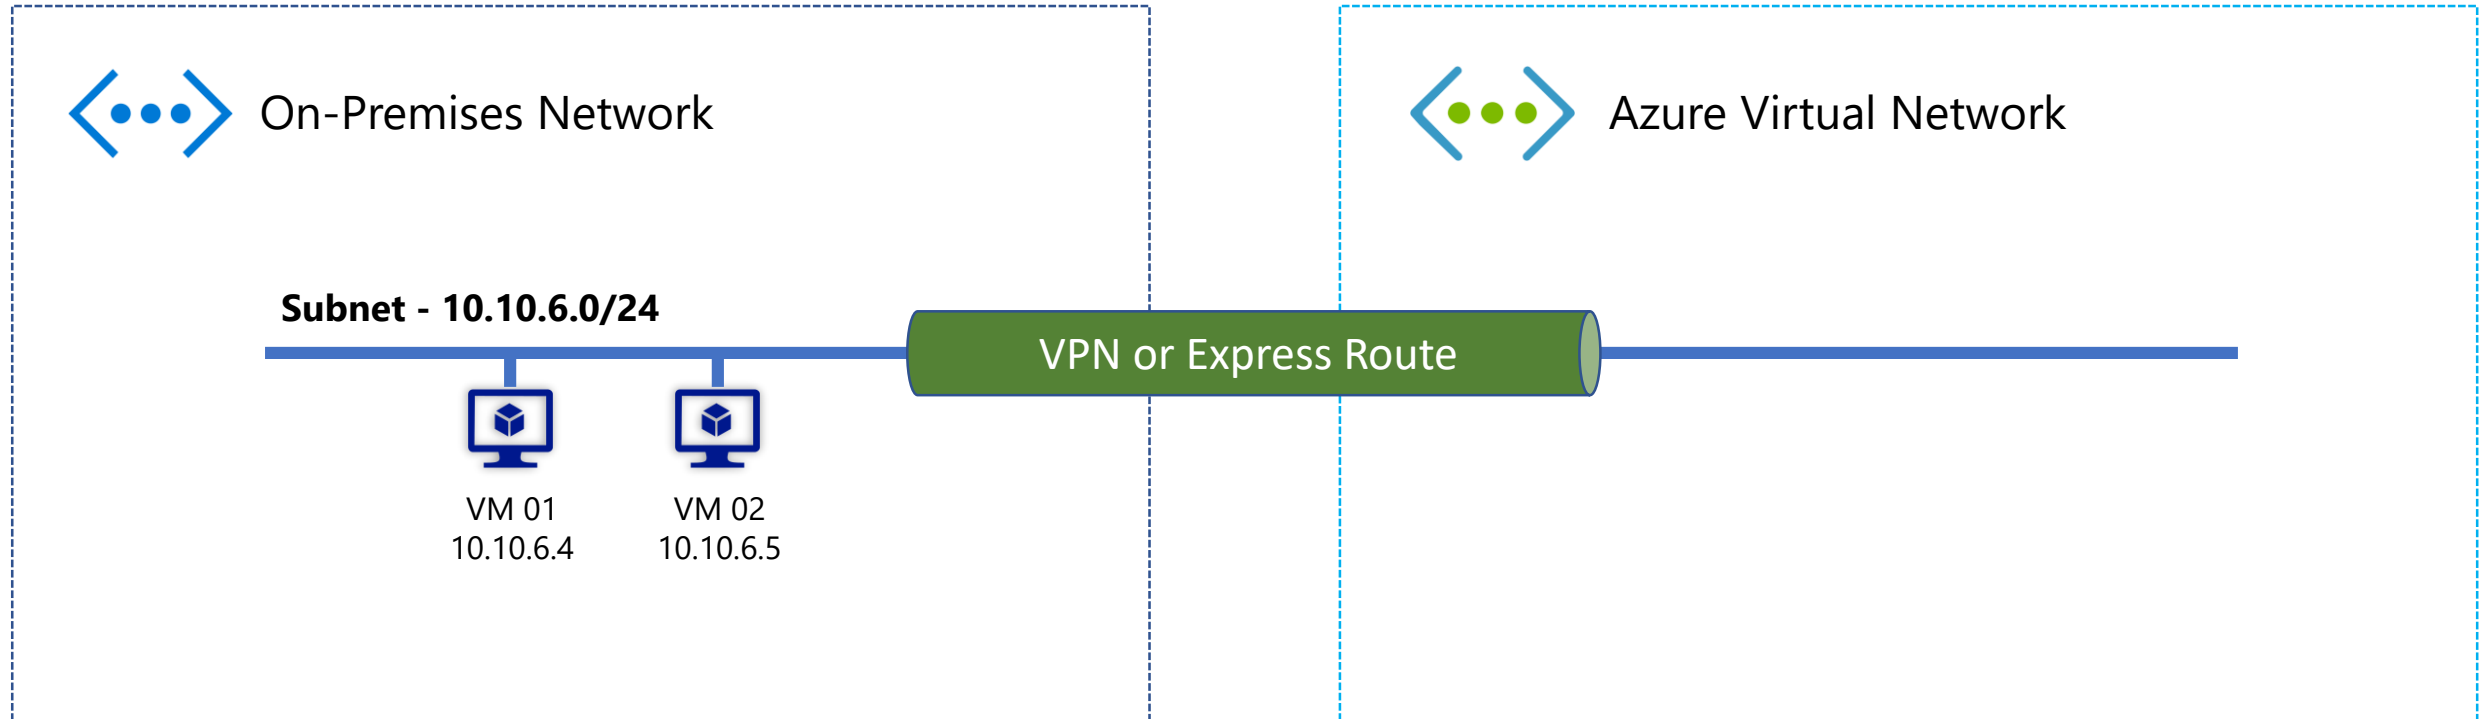 On-Premises Network
Azure Virtual Network
Subnet - 10.10.6.0/24
VPN or Express Route
VM 01
10.10.6.4
VM 02
10.10.6.5